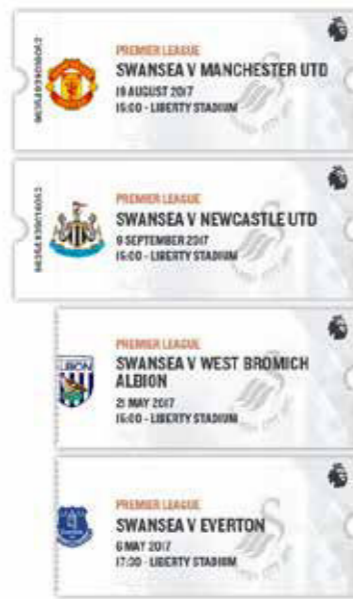 PREMIER LEAGUE
SWANSEA V MANCHESTER UTD
19 AUGUST 2017
15:00 - LIBERTY STADIUM
PREMIER LEAGUE
SWANSEA V NEWCASTLE UTD
9 SEPTEMBER 2017
15:00 - LIBERTY STADIUM
PREMIER LEAGUE
SWANSEA V WEST BROMICH
ALBION
21 MAY 2017
15:00 - LIBERTY STADIUM
PREMIER LEAGUE
SWANSEA V EVERTON
6 MAY 2017
17:30 - LIBERTY STADIUM